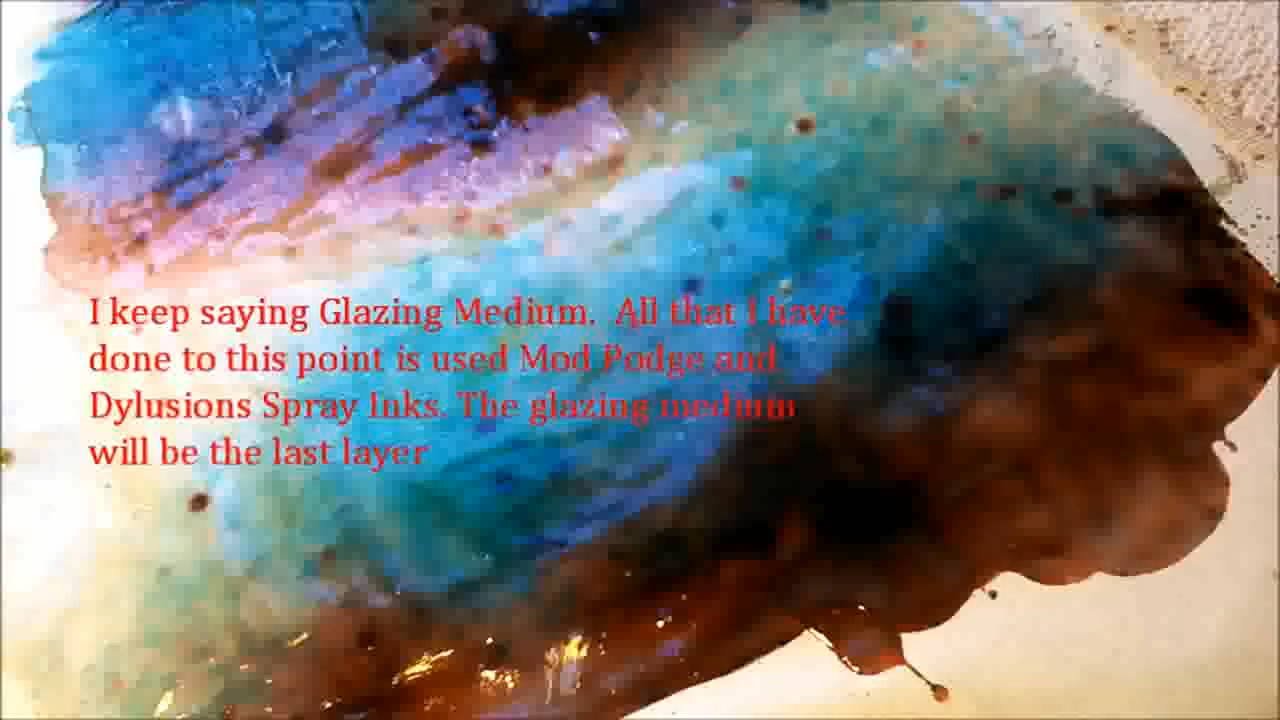 I keep saying Glazing Medium.  All that I have
done to this point is used Mod Podge and
Dylusions Spray Inks. The glazing medium
will be the last layer